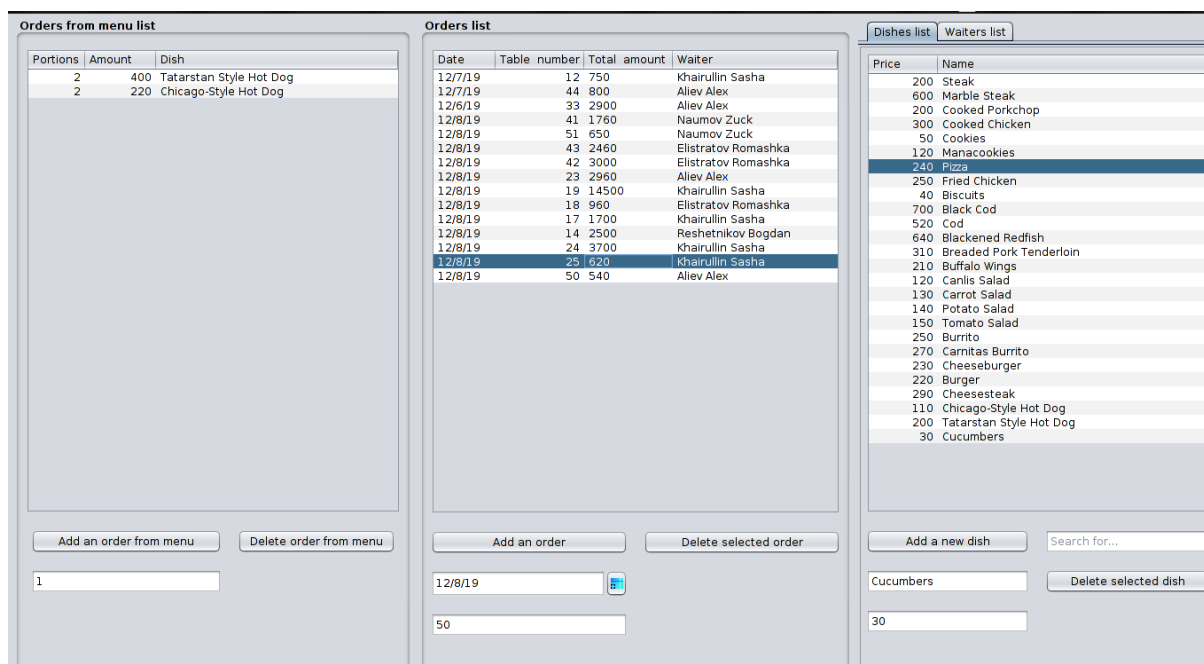 Orders from menu list
Portions Amount Dish
2 400 Tatarstan Style Hot Dog
2 220 Chicago-Style Hot Dog
Add an order from menu Delete order from menu
1
Orders list
Date Table number Total amount Waiter
12/7/19 12 750 Khairullin Sasha
12/7/19 44 800 Aliev Alex
12/6/19 33 2900 Aliev Alex
12/8/19 41 1760 Naumov Zuck
12/8/19 51 650 Naumov Zuck
12/8/19 43 2460 Elistratov Romashka
12/8/19 42 3000 Elistratov Romashka
12/8/19 23 2960 Aliev Alex
12/8/19 19 14500 Khairullin Sasha
12/8/19 18 960 Elistratov Romashka
12/8/19 17 1700 Khairullin Sasha
12/8/19 14 2500 Reshetnikov Bogdan
12/8/19 24 3700 Khairullin Sasha
12/8/19 25 620 Khairullin Sasha
12/8/19 50 540 Aliev Alex
Add an order Delete selected order
12/8/19
50
Dishes list Waiters list
Price Name
200 Steak
600 Marble Steak
200 Cooked Porkchop
300 Cooked Chicken
50 Cookies
120 Manacookies
240 Pizza
250 Fried Chicken
40 Biscuits
700 Black Cod
520 Cod
640 Blackened Redfish
310 Breaded Pork Tenderloin
210 Buffalo Wings
120 Canlis Salad
130 Carrot Salad
140 Potato Salad
150 Tomato Salad
250 Burrito
270 Carnitas Burrito
230 Cheeseburger
220 Burger
290 Cheesesteak
110 Chicago-Style Hot Dog
200 Tatarstan Style Hot Dog
30 Cucumbers
Add a new dish Search for...
Cucumbers Delete selected dish
30